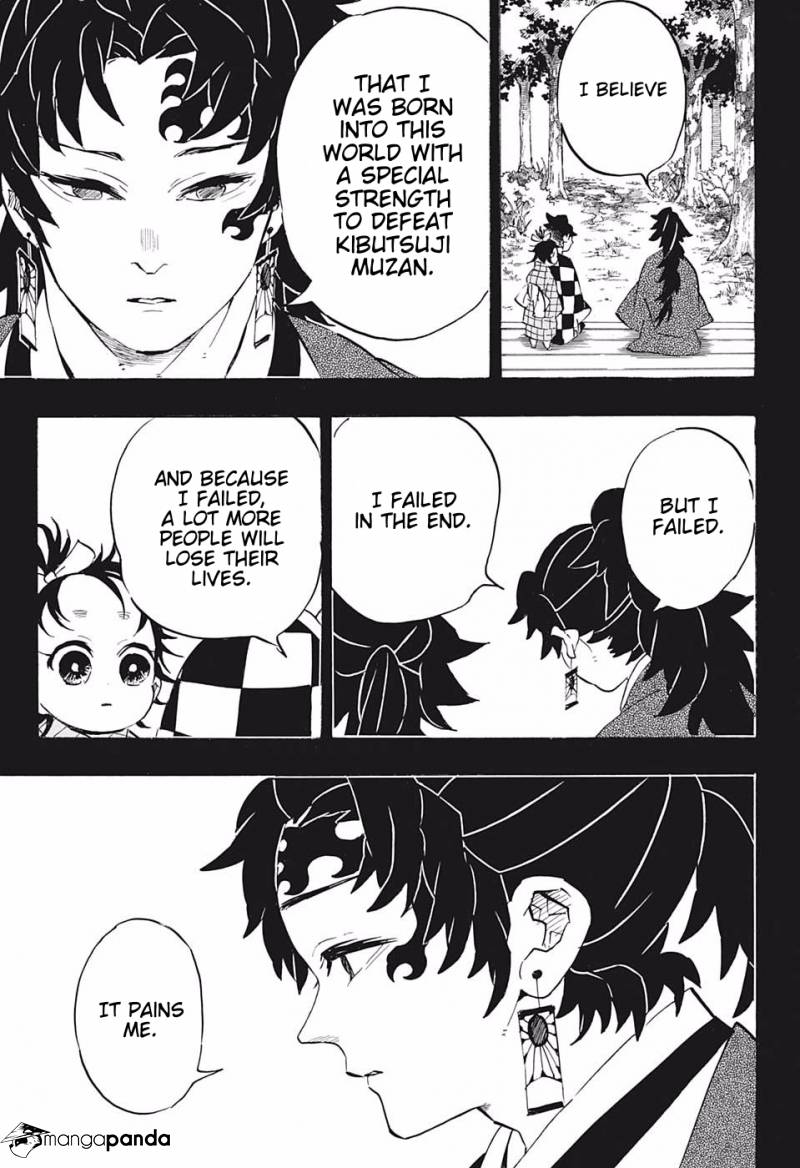 I BELIEVE
THAT I
WAS BORN
INTO THIS
WORLD WITH
A SPECIAL
STRENGTH
TO DEFEAT
KIBUTSUJI
MUZAN.
BUT I
FAILED.
I FAILED
IN THE END.
AND BECAUSE
I FAILED,
A LOT MORE
PEOPLE WILL
LOSE THEIR
LIVES.
IT PAINS
ME.
mangapanda